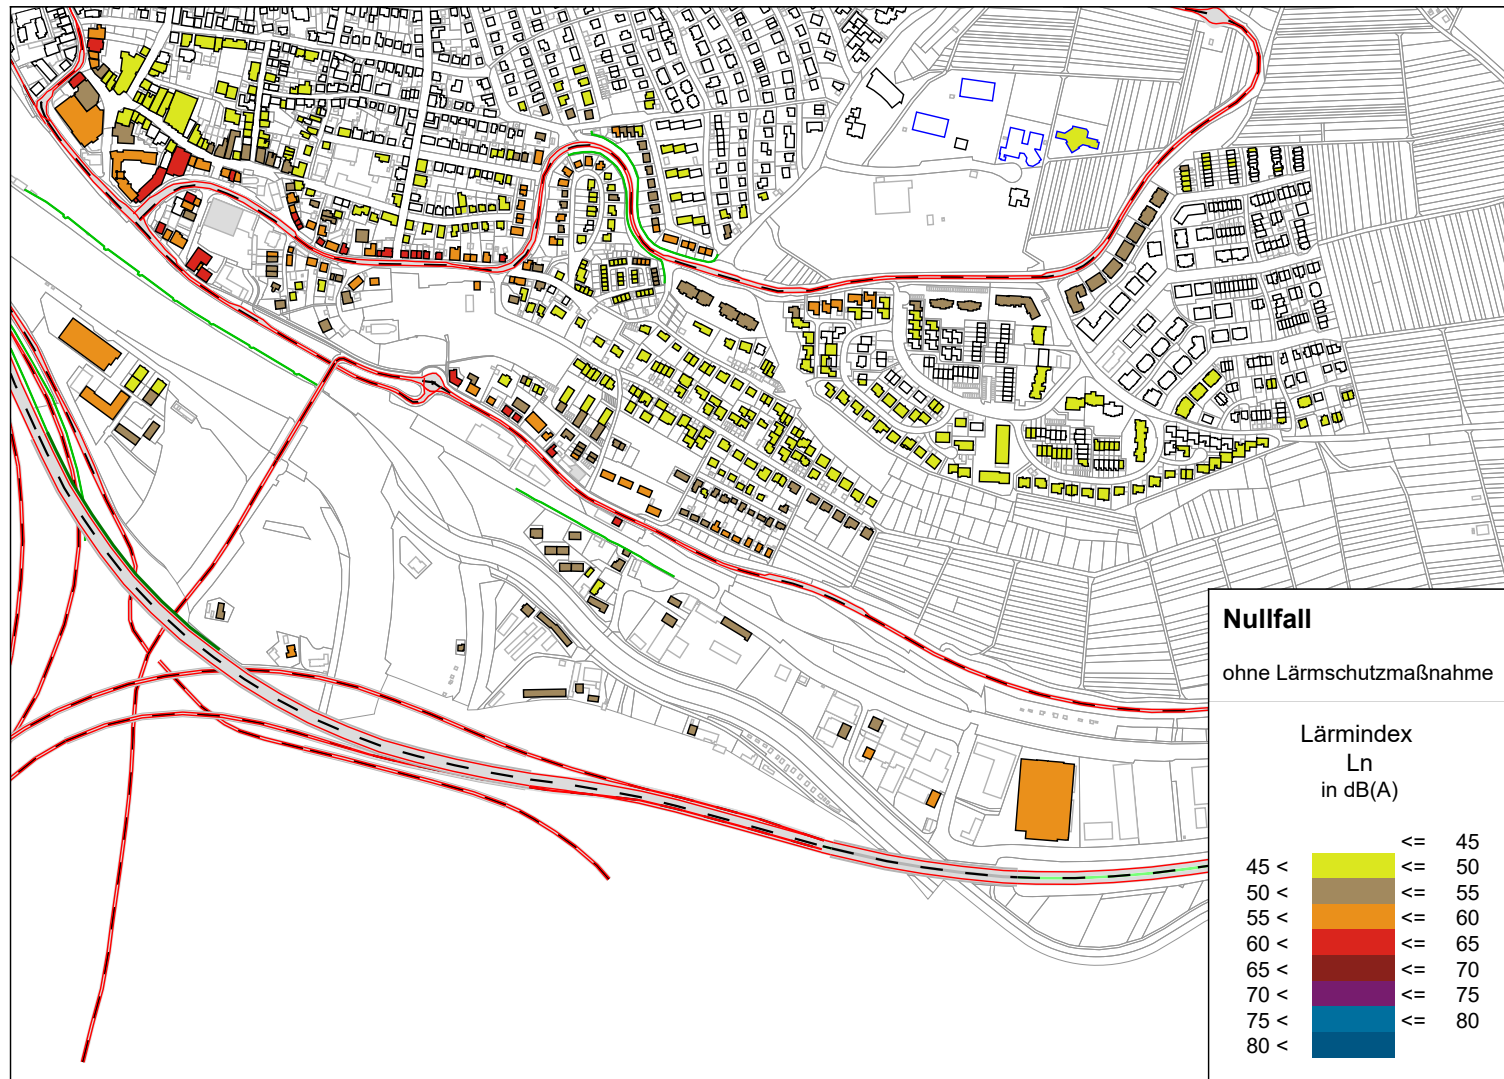 Nullfall
ohne Lärmschutzmaßnahme
Lärmindex
Ln
in dB(A)
<= 45
45 < <= 50
50 < <= 55
55 < <= 60
60 < <= 65
65 < <= 70
70 < <= 75
75 < <= 80
80 <